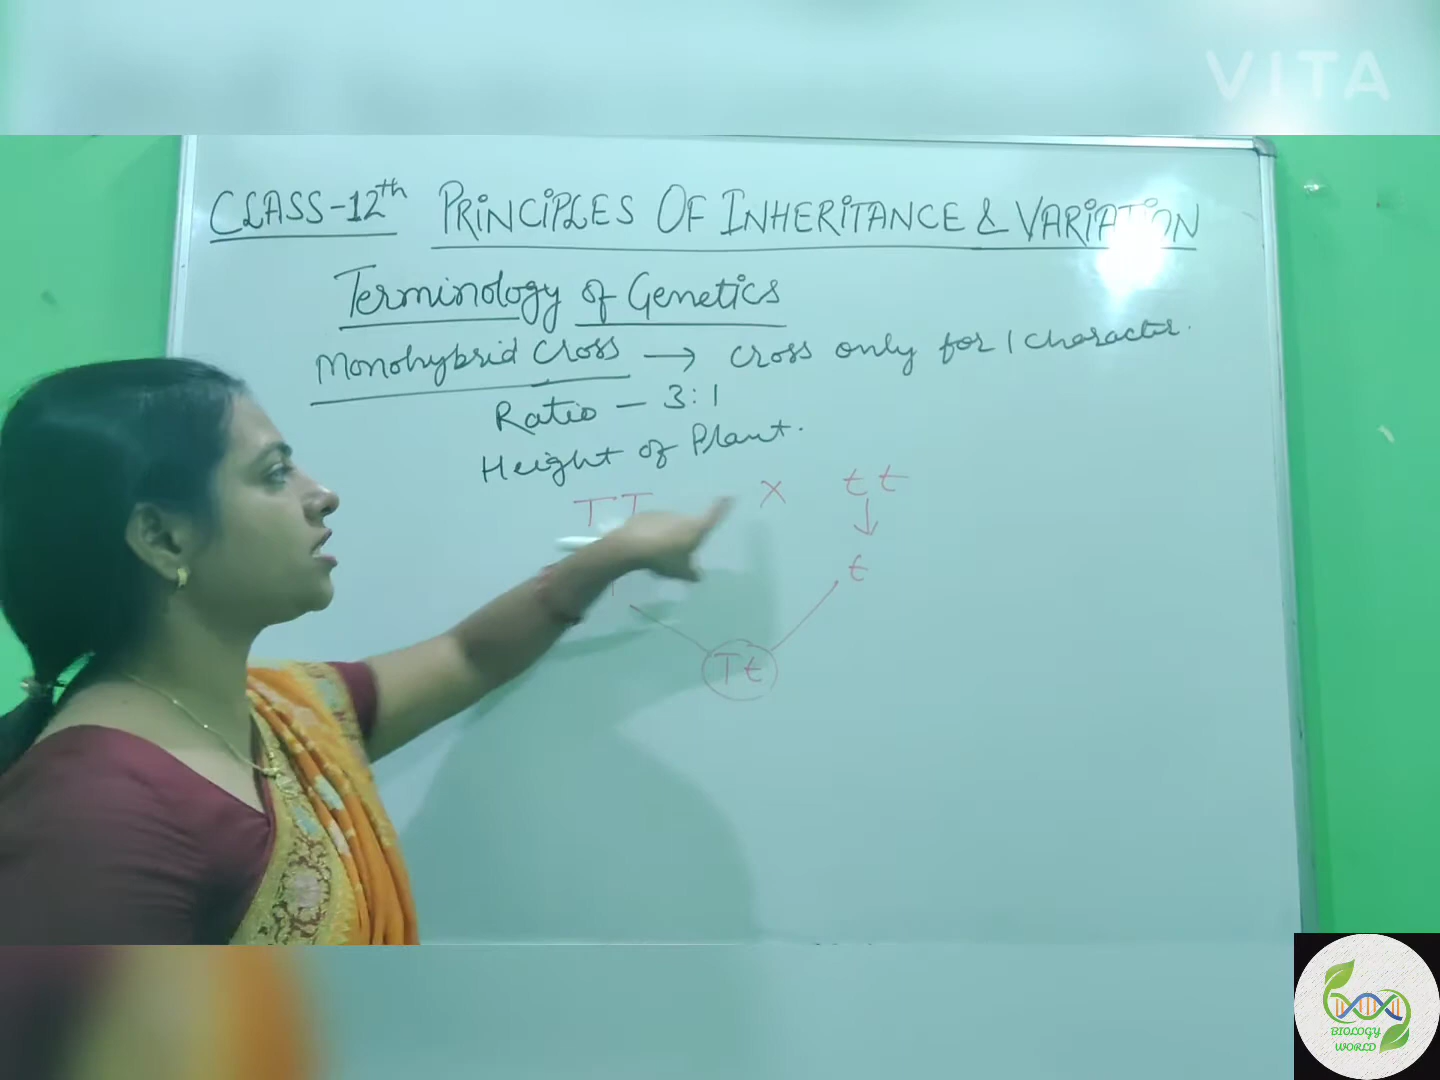 VITA
CLASS-12th PRINCIPLES OF INHERITANCE & VARIATION
Terminology of Genetics
Monohybrid Cross → Cross only for 1 character.
Ratio - 3:1
Height of Plant.
TT x tt
t
Tt
BIOLOGY
WORLD